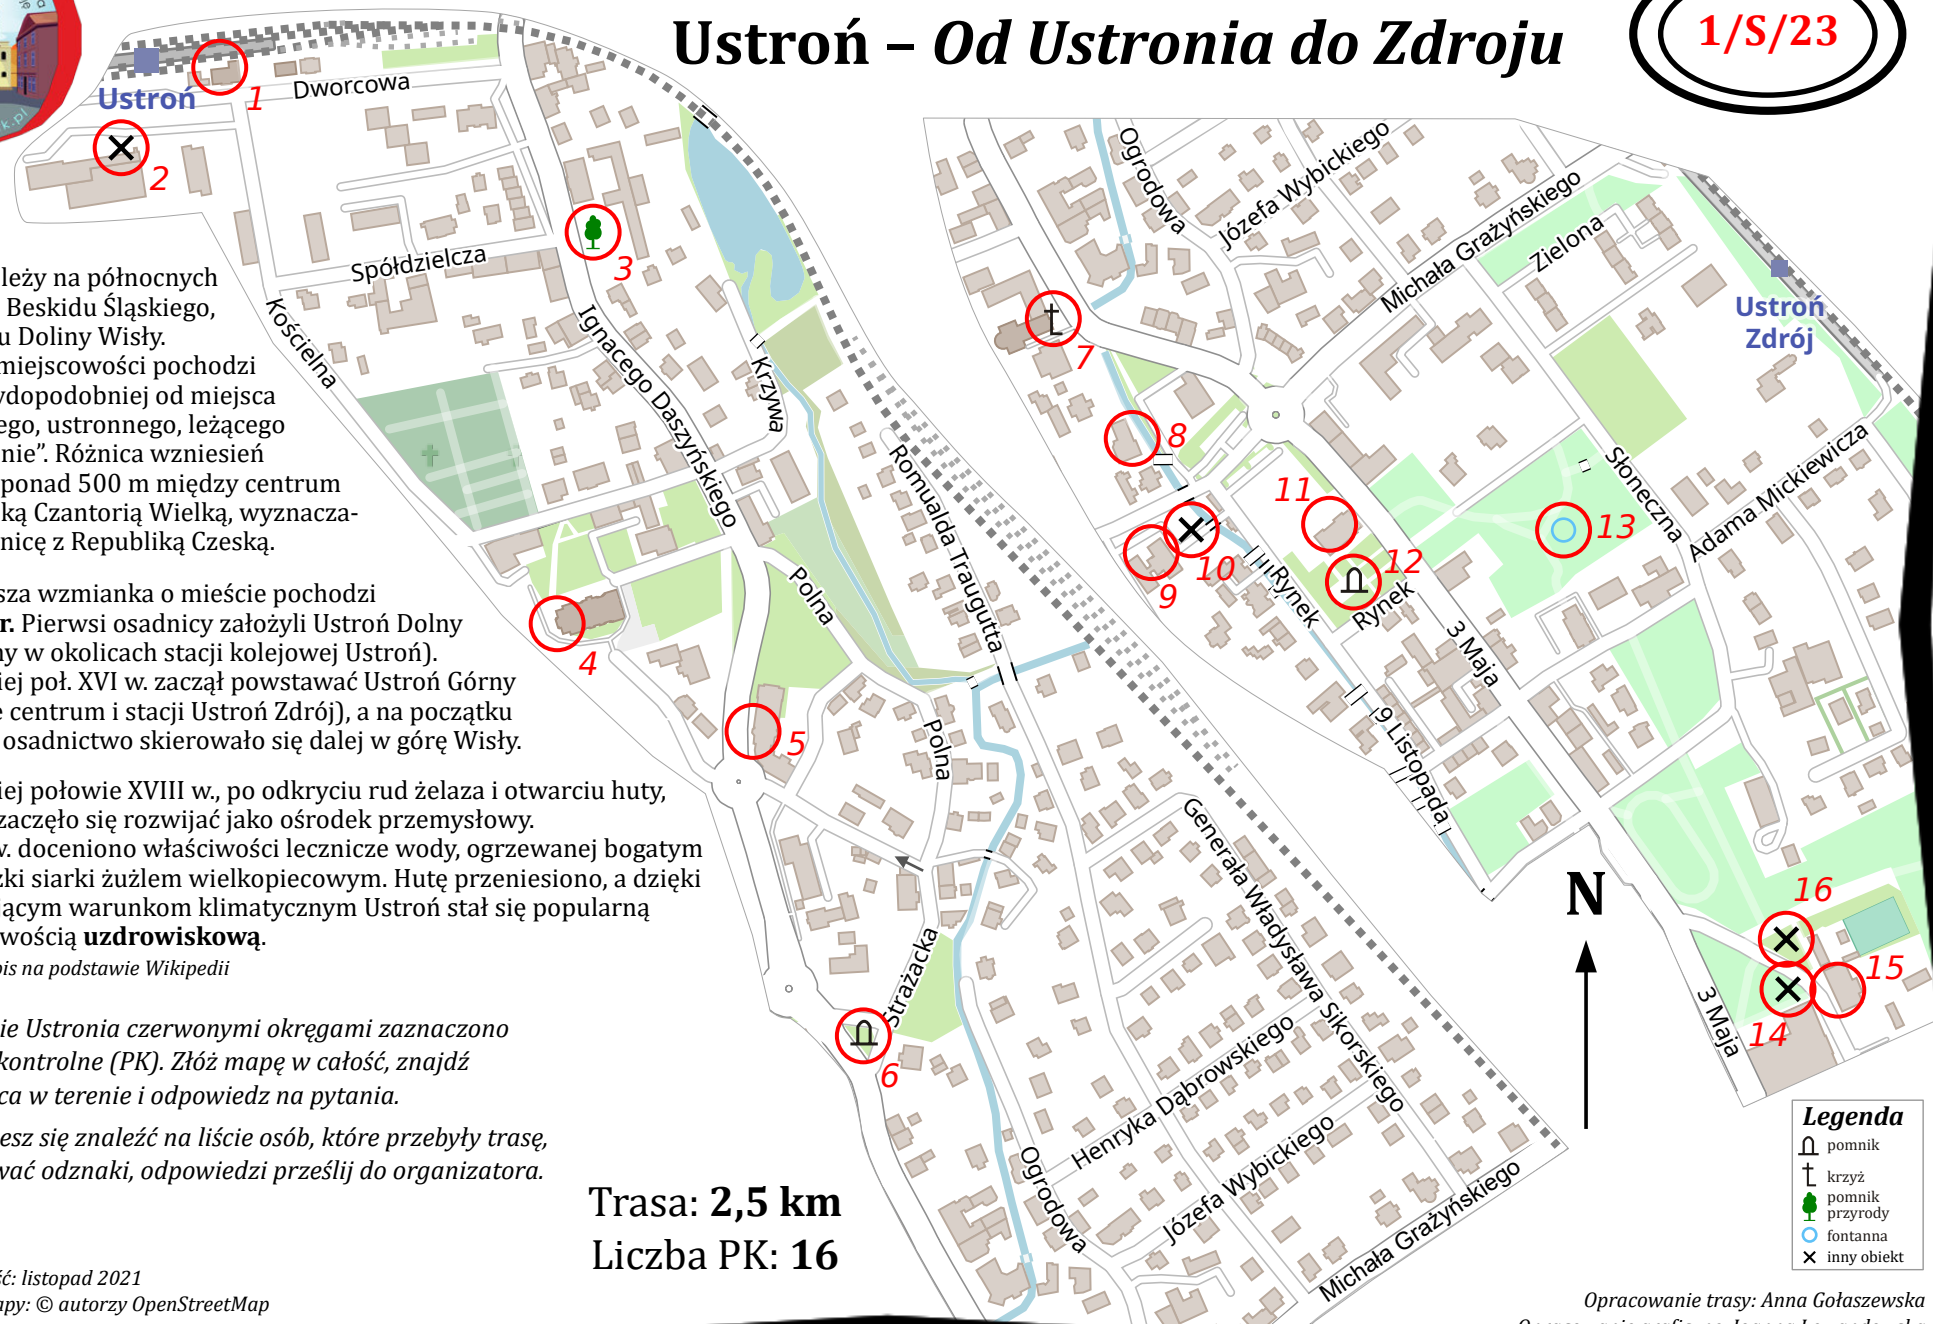 Ustroń – Od Ustronia do Zdroju
1/S/23
Ustroń
Dworcowa
1
2
3
Spółdzielcza
Kościelna
Ignacego Daszyńskiego
Krzywa
Romualda Traugutta
Polna
4
5
Polna
Strażacka
6
Ogrodowa
Generała Władysława Sikorskiego
Henryka Dąbrowskiego
Józefa Wybickiego
Michała Grażyńskiego
Ogrodowa
Józefa Wybickiego
Michała Grażyńskiego
Zielona
Ustroń
Zdrój
7
8
9
10
11
12
13
Rynek
Rynek
3 Maja
Słoneczna
Adama Mickiewicza
9 Listopada
3 Maja
14
15
16
N
leży na północnych
Beskidu Śląskiego,
u Doliny Wisły.
miejscowości pochodzi
ydopodobniej od miejsca
ego, ustronnego, leżącego
nie”. Różnica wzniesień
ponad 500 m między centrum
ką Czantorią Wielką, wyznacza-
nicę z Republiką Czeską.
sza wzmianka o mieście pochodzi
r. Pierwsi osadnicy założyli Ustroń Dolny
ny w okolicach stacji kolejowej Ustroń).
iej poł. XVI w. zaczął powstawać Ustroń Górny
e centrum i stacji Ustroń Zdrój), a na początku
osadnictwo skierowało się dalej w górę Wisły.
iej połowie XVIII w., po odkryciu rud żelaza i otwarciu huty,
zaczęło się rozwijać jako ośrodek przemysłowy.
w. doceniono właściwości lecznicze wody, ogrzewanej bogatym
zki siarki żużlem wielkopiecowym. Hutę przeniesiono, a dzięki
jącym warunkom klimatycznym Ustroń stał się popularną
wością uzdrowiskową.
pis na podstawie Wikipedii
ie Ustronia czerwonymi okręgami zaznaczono
kontrolne (PK). Złóż mapę w całość, znajdź
ca w terenie i odpowiedz na pytania.
esz się znaleźć na liście osób, które przebyły trasę,
wać odznaki, odpowiedzi prześlij do organizatora.
Trasa: 2,5 km
Liczba PK: 16
ść: listopad 2021
apy: © autorzy OpenStreetMap
Legenda
pomnik
krzyż
pomnik
przyrody
fontanna
inny obiekt
Opracowanie trasy: Anna Gołaszewska